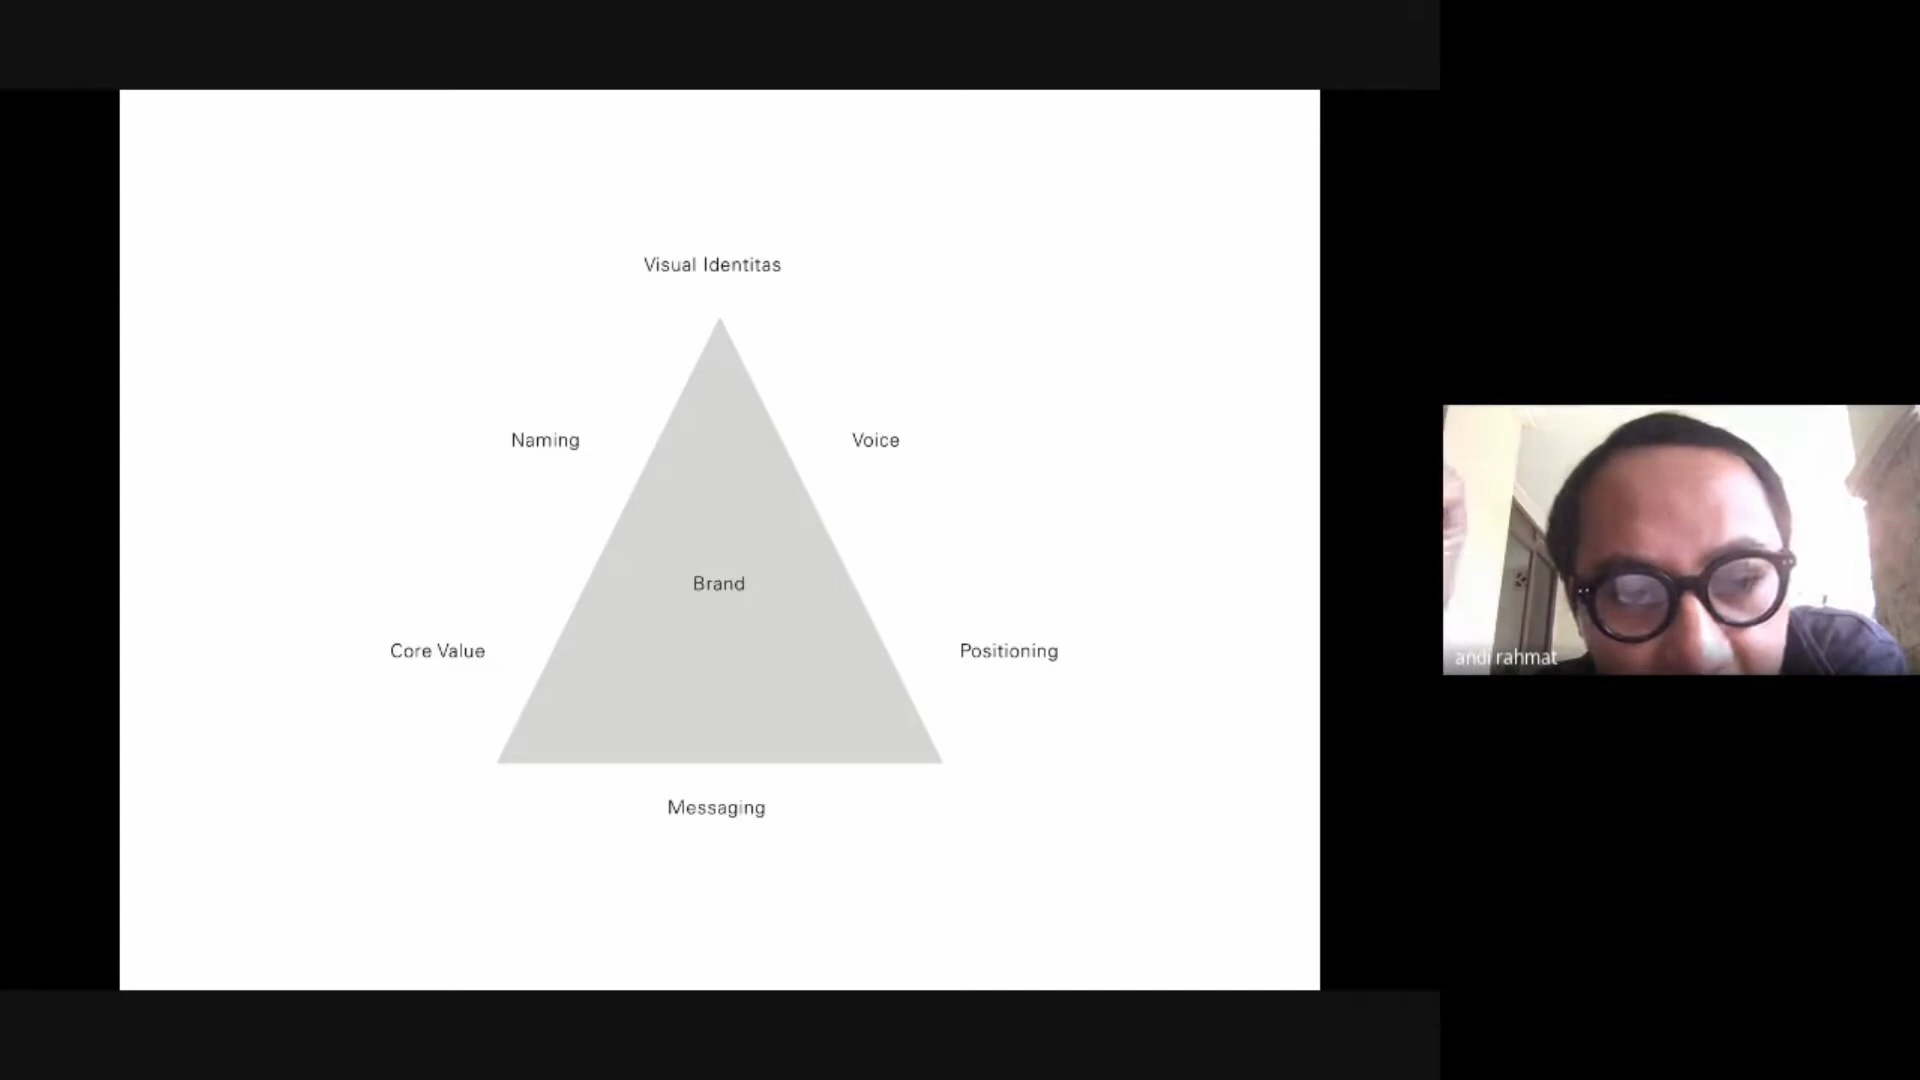 Visual Identitas
Naming
Voice
Brand
Core Value
Positioning
Messaging
andi rahmat